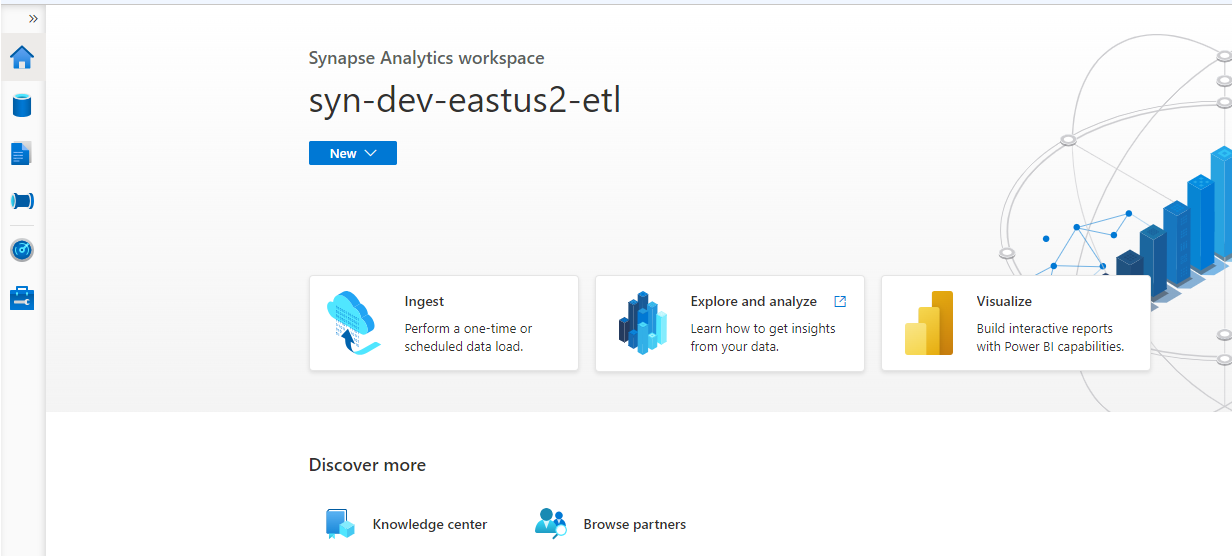 »
Synapse Analytics workspace
syn-dev-eastus2-etl
New
Ingest
Perform a one-time or
scheduled data load.
Explore and analyze
Learn how to get insights
from your data.
Visualize
Build interactive reports
with Power BI capabilities.
Discover more
Knowledge center
Browse partners